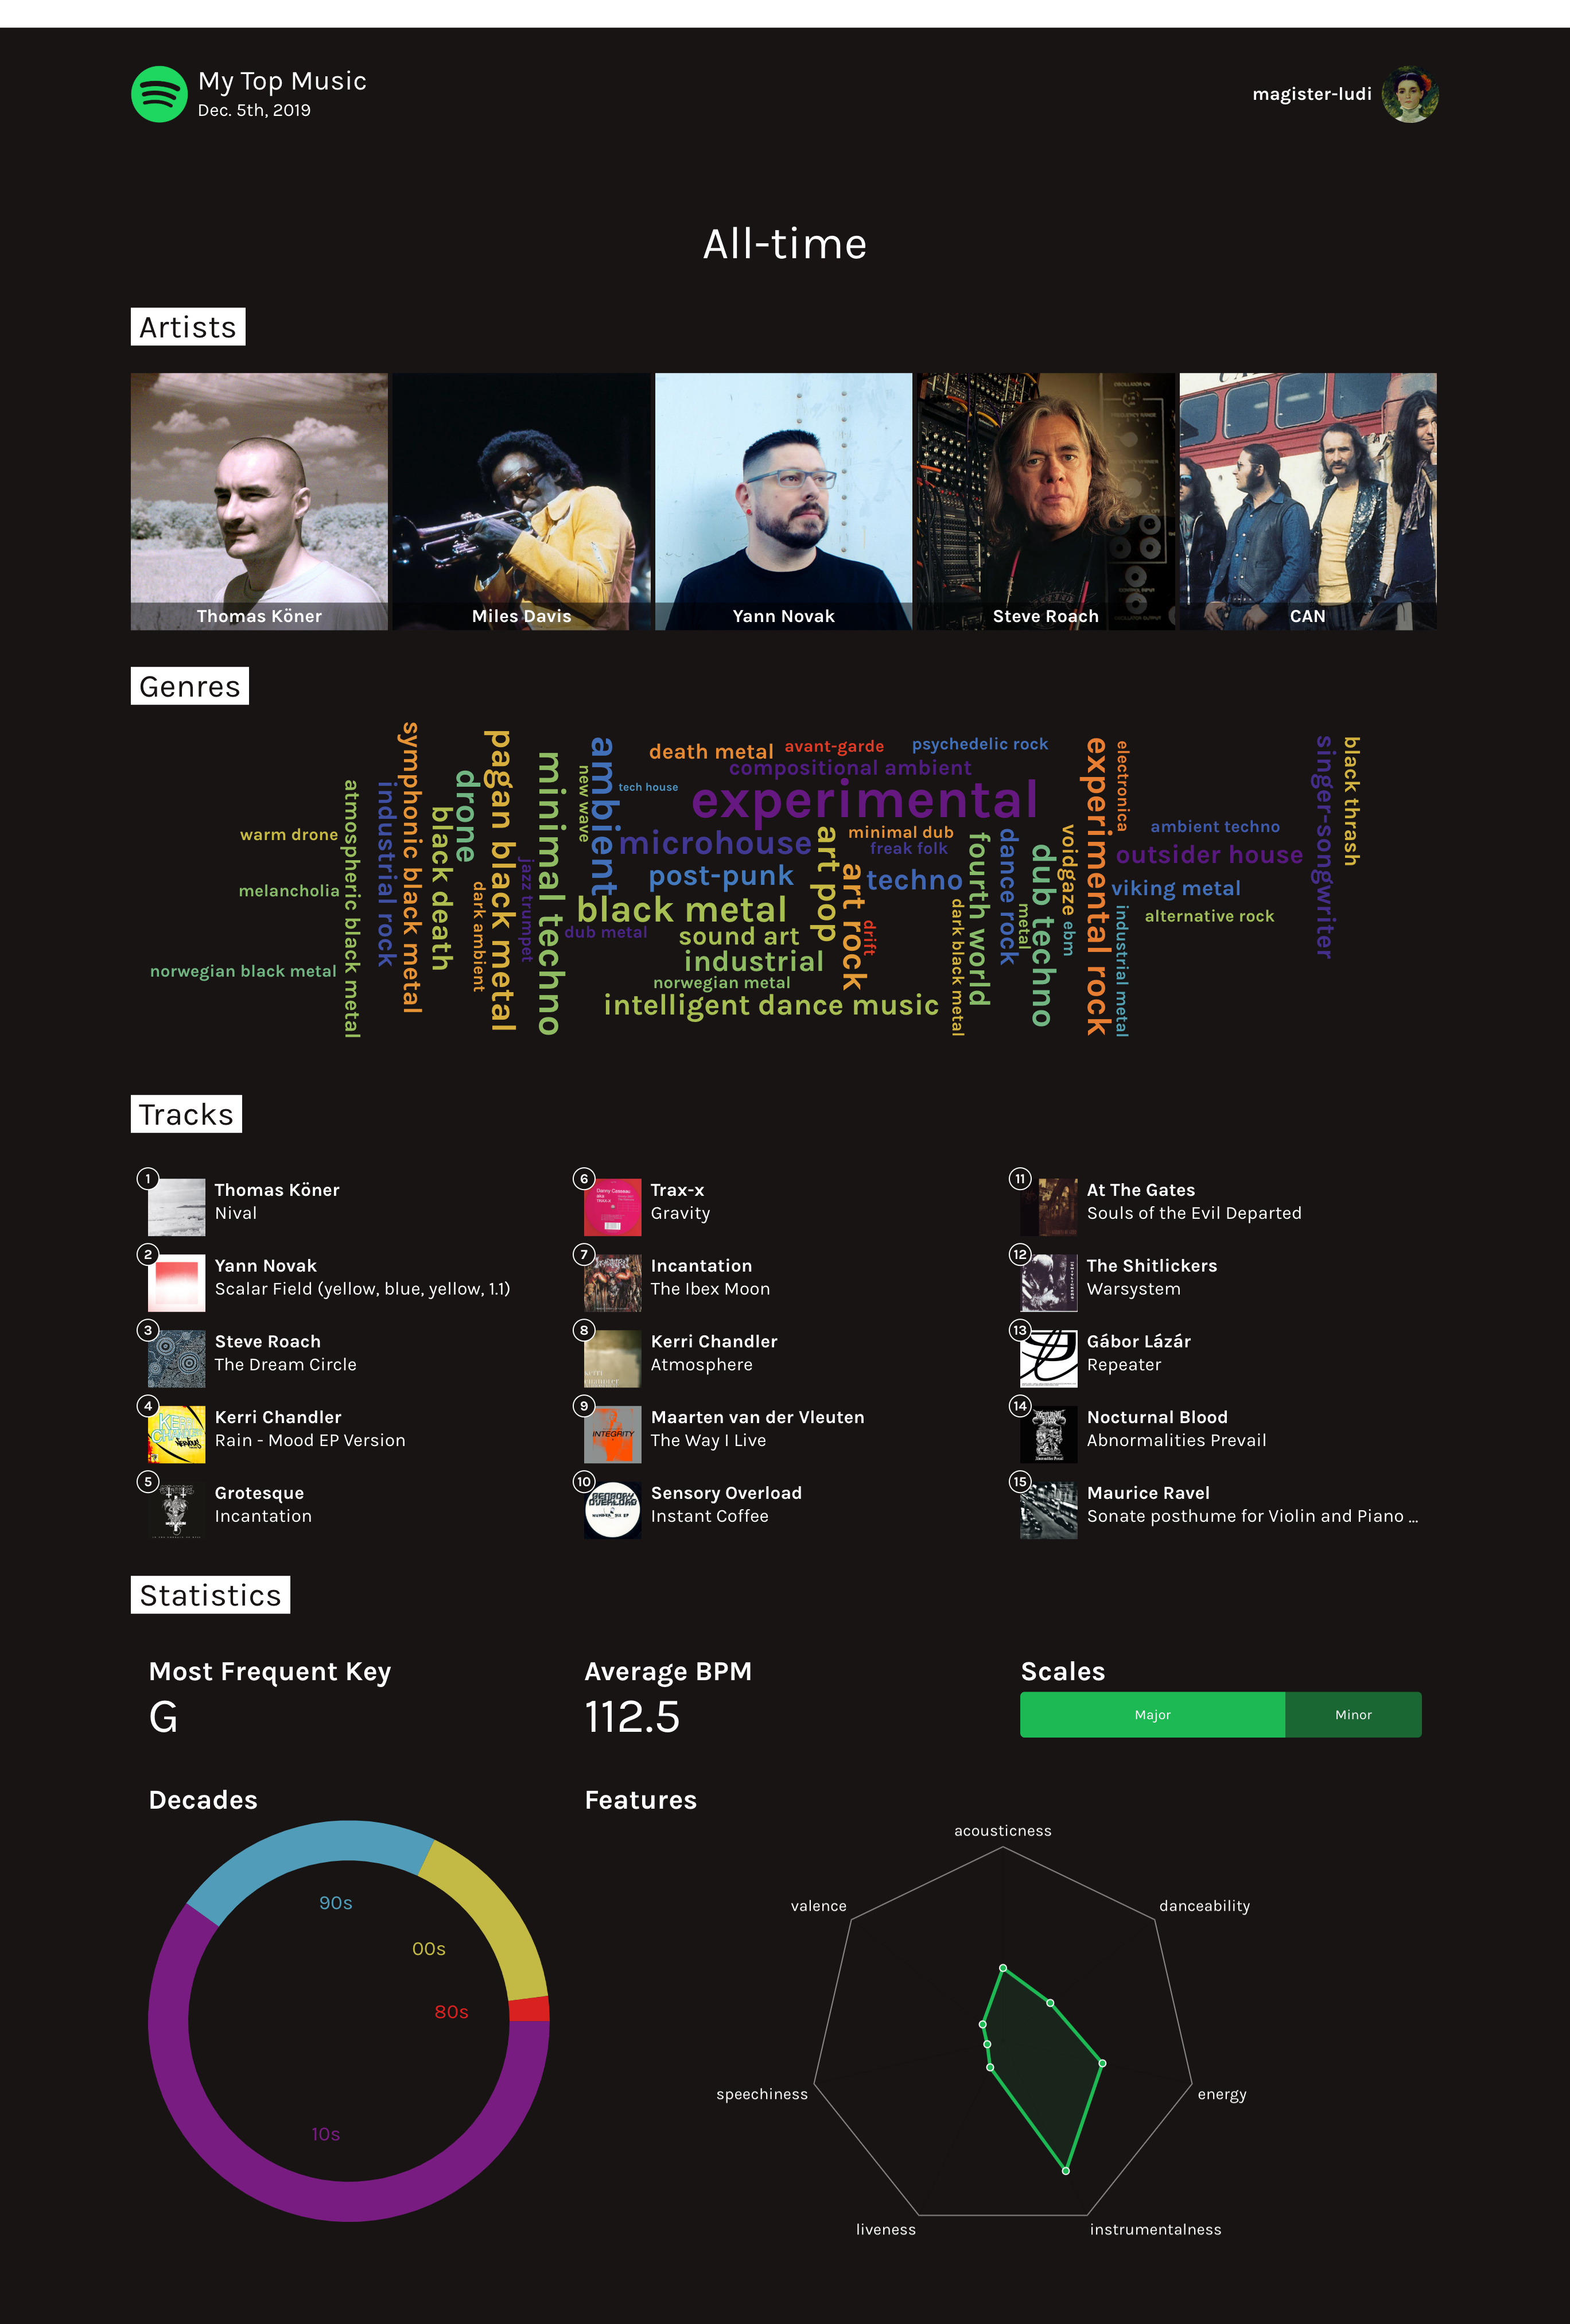 My Top Music
Dec. 5th, 2019
magister-ludi
All-time
Artists
Thomas Köner
Miles Davis
Yann Novak
Steve Roach
CAN
Genres
symphonic black metal
pagan black metal
minimal techno
ambient
death metal
avant-garde
psychedelic rock
compositional ambient
experimental
experimental rock
electronica
singer-songwriter
black thrash
atmospheric black metal
industrial rock
drone
black death
new wave
tech house
warm drone
melancholia
norwegian black metal
dark ambient
jazz trumpet
microhouse
minimal dub
freak folk
art pop
post-punk
techno
art rock
black metal
dub metal
sound art
drift
industrial
norwegian metal
intelligent dance music
dark black metal
fourth world
dance rock
metal
dub techno
voidgaze
ebm
industrial metal
ambient techno
outsider house
viking metal
alternative rock
Tracks
1
Thomas Köner
Nival
2
Yann Novak
Scalar Field (yellow, blue, yellow, 1.1)
3
Steve Roach
The Dream Circle
4
Kerri Chandler
Rain - Mood EP Version
5
Grotesque
Incantation
6
Trax-x
Gravity
7
Incantation
The Ibex Moon
8
Kerri Chandler
Atmosphere
9
INTEGRITY
Maarten van der Vleuten
The Way I Live
10
SENSORY OVERLOAD
Sensory Overload
Instant Coffee
11
At The Gates
Souls of the Evil Departed
12
The Shitlickers
Warsystem
13
Gábor Lázár
Repeater
14
Nocturnal Blood
Abnormalities Prevail
15
Maurice Ravel
Sonate posthume for Violin and Piano ...
Statistics
Most Frequent Key
G
Average BPM
112.5
Scales
Major
Minor
Decades
90s
00s
80s
10s
Features
acousticness
valence
danceability
speechiness
energy
liveness
instrumentalness